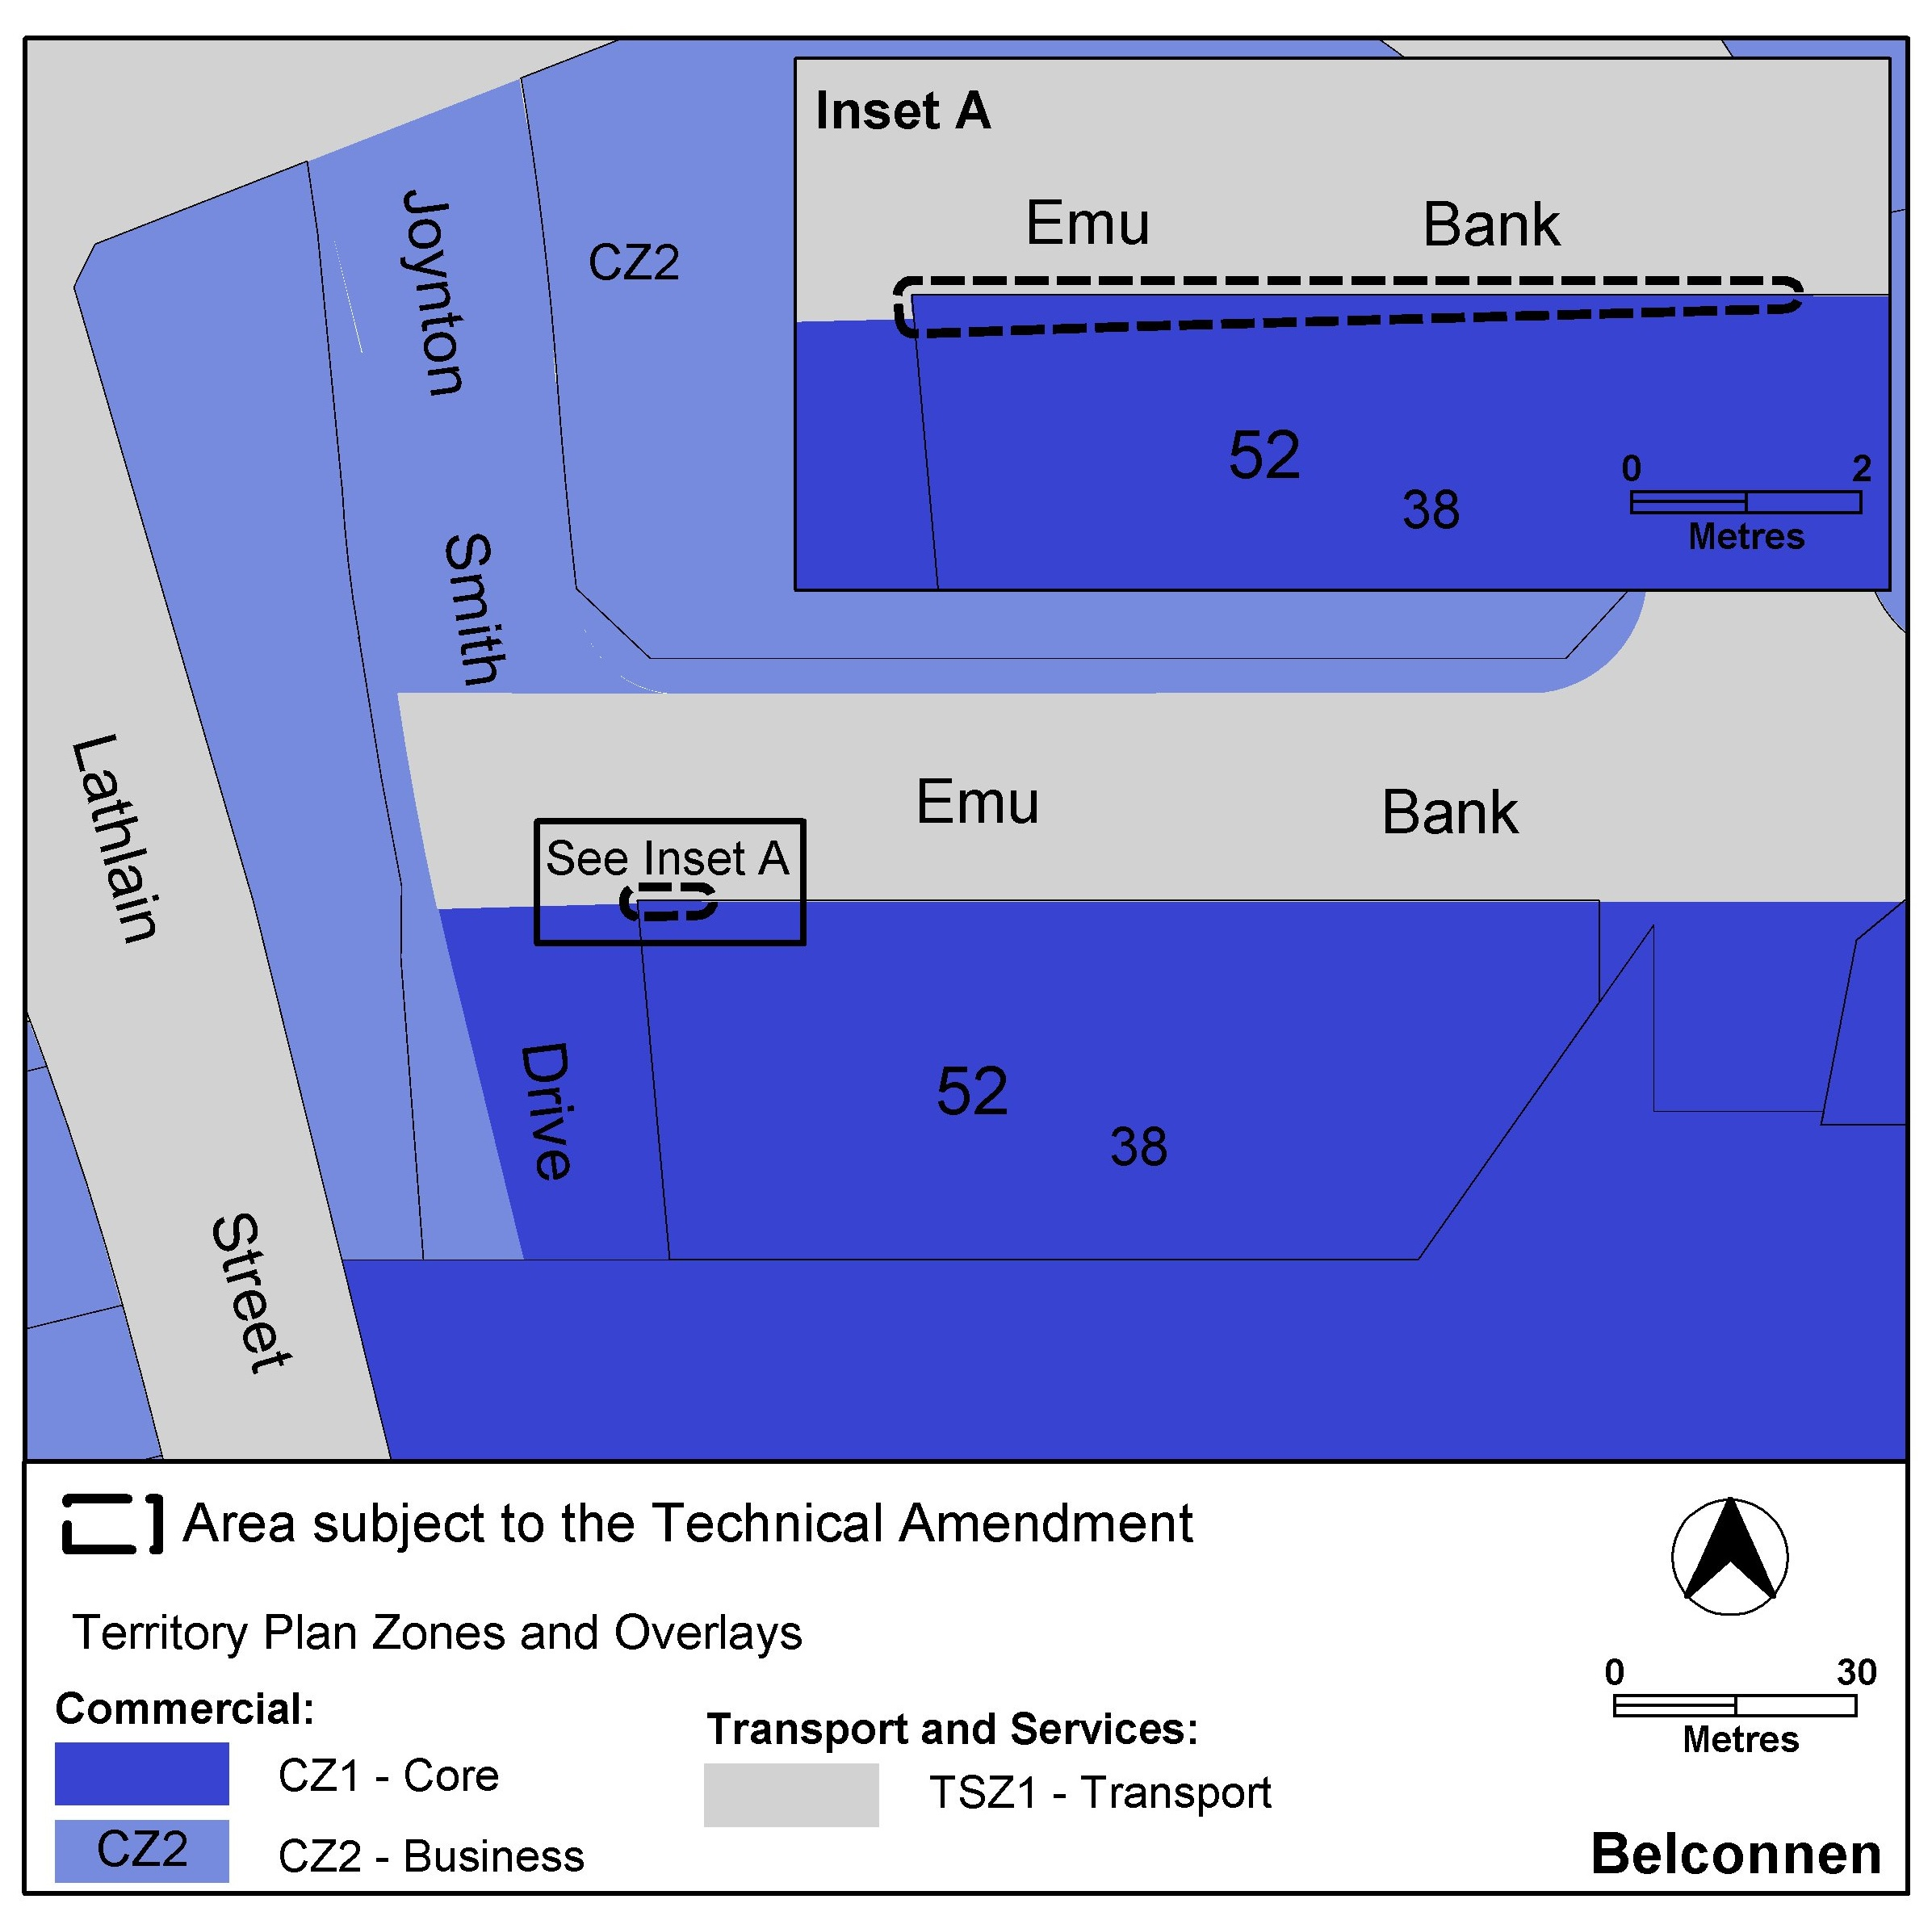 Inset A
Emu Bank
52
38
0 2
Metres
Joynton
Smith
Drive
CZ2
Lathlain
Street
Emu Bank
See Inset A
52
38
Area subject to the Technical Amendment
Territory Plan Zones and Overlays
Commercial:
CZ1 - Core
CZ2 CZ2 - Business
Transport and Services:
TSZ1 - Transport
0 30
Metres
Belconnen